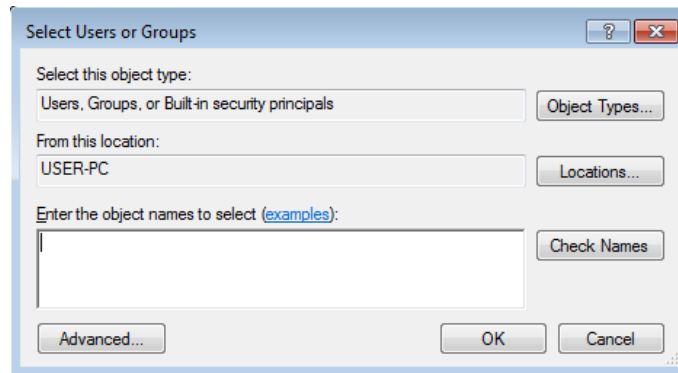 Select Users or Groups
Select this object type:
Users, Groups, or Built-in security principals
Object Types...
From this location:
USER-PC
Locations...
Enter the object names to select (examples):
Check Names
Advanced...
OK
Cancel